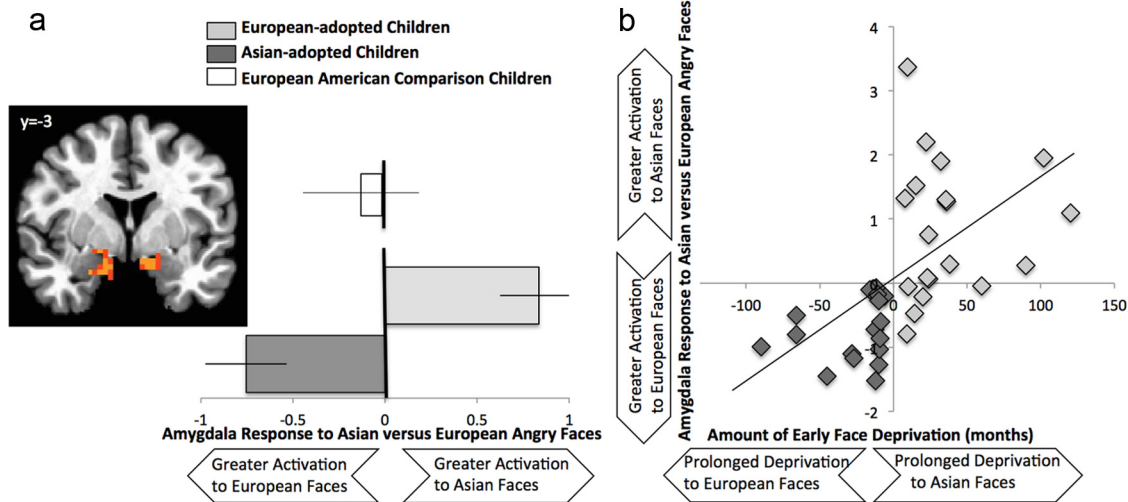 a
European-adopted Children
Asian-adopted Children
European American Comparison Children
y=-3
-1
-0.5
0
0.5
1
Amygdala Response to Asian versus European Angry Faces
Greater Activation
to European Faces
Greater Activation
to Asian Faces
b
Greater Activation
to Asian Faces
Greater Activation
to European Faces
Amygdala Response to Asian versus European Angry Faces
4
3
2
1
0
-1
-2
-100
-50
0
50
100
150
Amount of Early Face Deprivation (months)
Prolonged Deprivation
to European Faces
Prolonged Deprivation
to Asian Faces